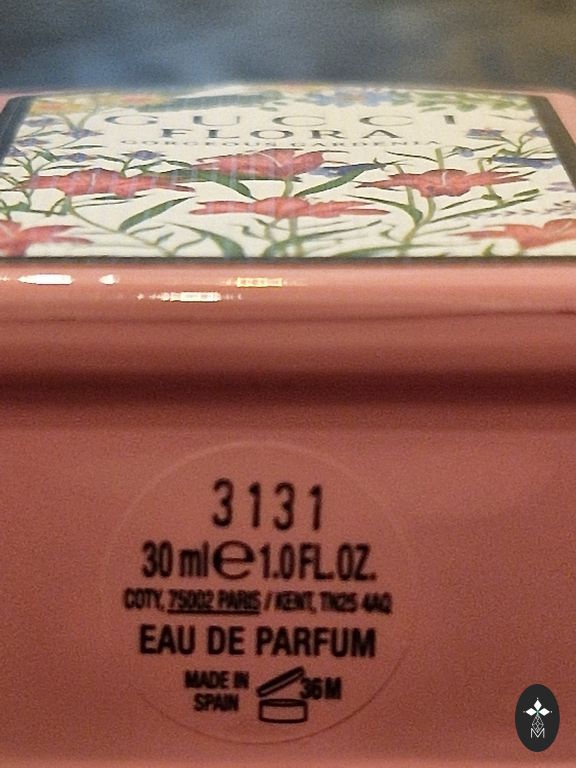 GUCCI
FLORA
GORGEOUS GARDENIA
3131
30 ml e 1.0 FL.OZ.
COTY, 75002 PARIS / KENT, TN25 4AQ
EAU DE PARFUM
MADE IN
SPAIN
36M
M